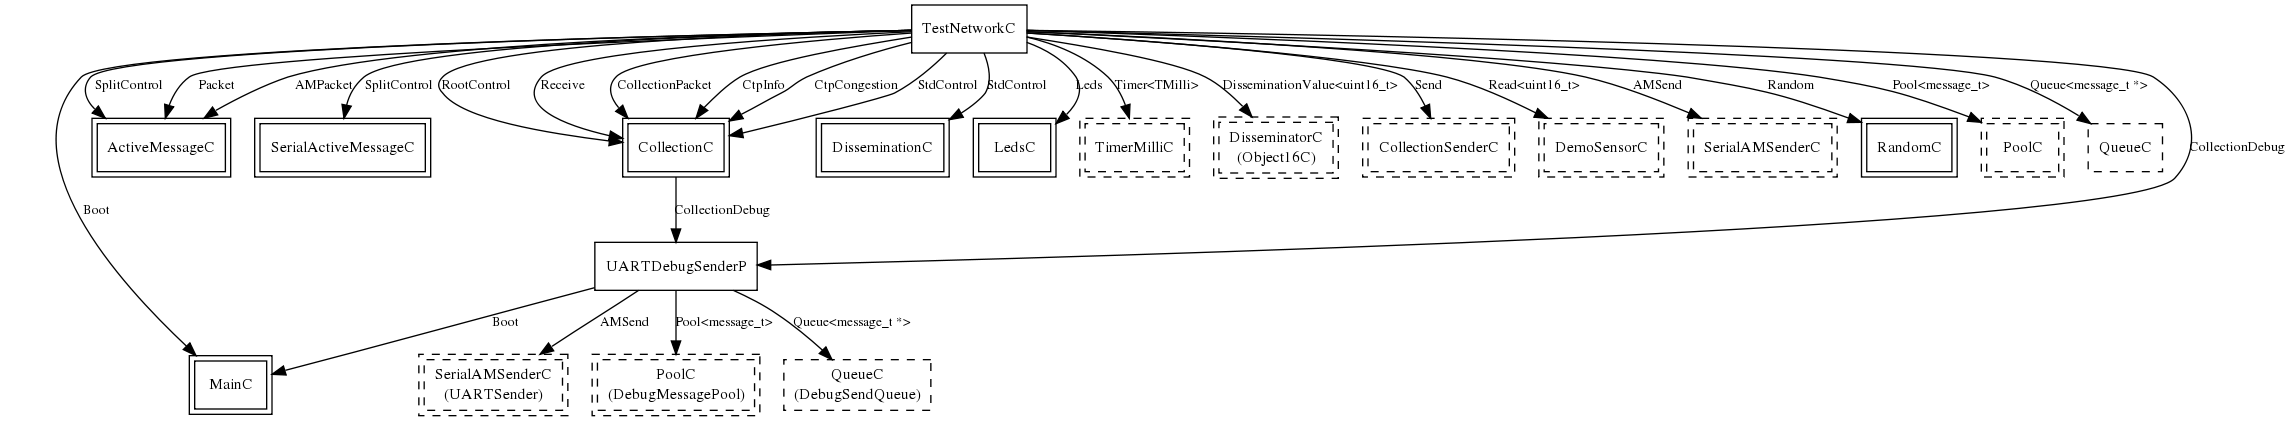 TestNetworkC
SplitControl
Packet
AMPacket
SplitControl
RootControl
Receive
CollectionPacket
CtpInfo
CtpCongestion
StdControl
StdControl
Leds
Timer<TMilli>
DisseminationValue<uint16_t>
Send
Read<uint16_t>
AMSend
Random
Pool<message_t>
Queue<message_t *>
ActiveMessageC
SerialActiveMessageC
CollectionC
DisseminationC
LedsC
TimerMilliC
DisseminatorC
(Object16C)
CollectionSenderC
DemoSensorC
SerialAMSenderC
RandomC
PoolC
QueueC
CollectionDebug
Boot
CollectionDebug
UARTDebugSenderP
Boot
AMSend
Pool<message_t>
Queue<message_t *>
MainC
SerialAMSenderC
(UARTSender)
PoolC
(DebugMessagePool)
QueueC
(DebugSendQueue)